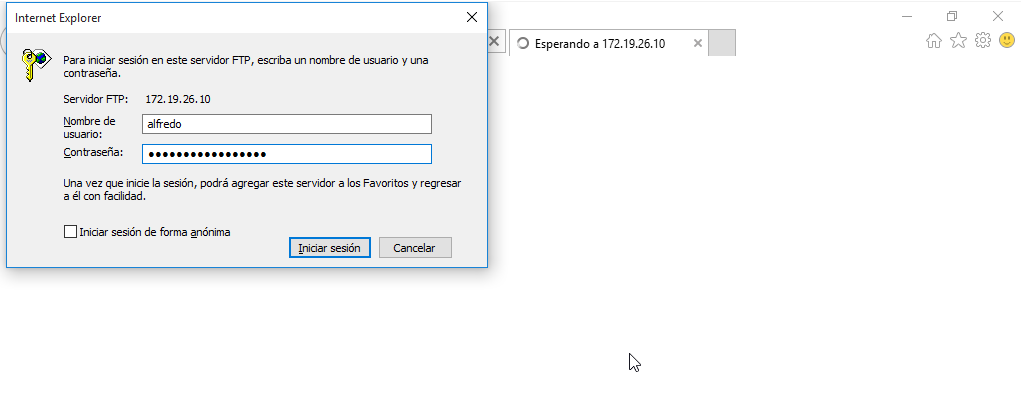 Internet Explorer
Esperando a 172.19.26.10
Para iniciar sesión en este servidor FTP, escriba un nombre de usuario y una
contraseña.
Servidor FTP: 172.19.26.10
Nombre de
usuario:
alfredo
Contraseña: •••••••••••••••••
Una vez que inicie la sesión, podrá agregar este servidor a los Favoritos y regresar
a él con facilidad.
Iniciar sesión de forma anónima
Iniciar sesión
Cancelar